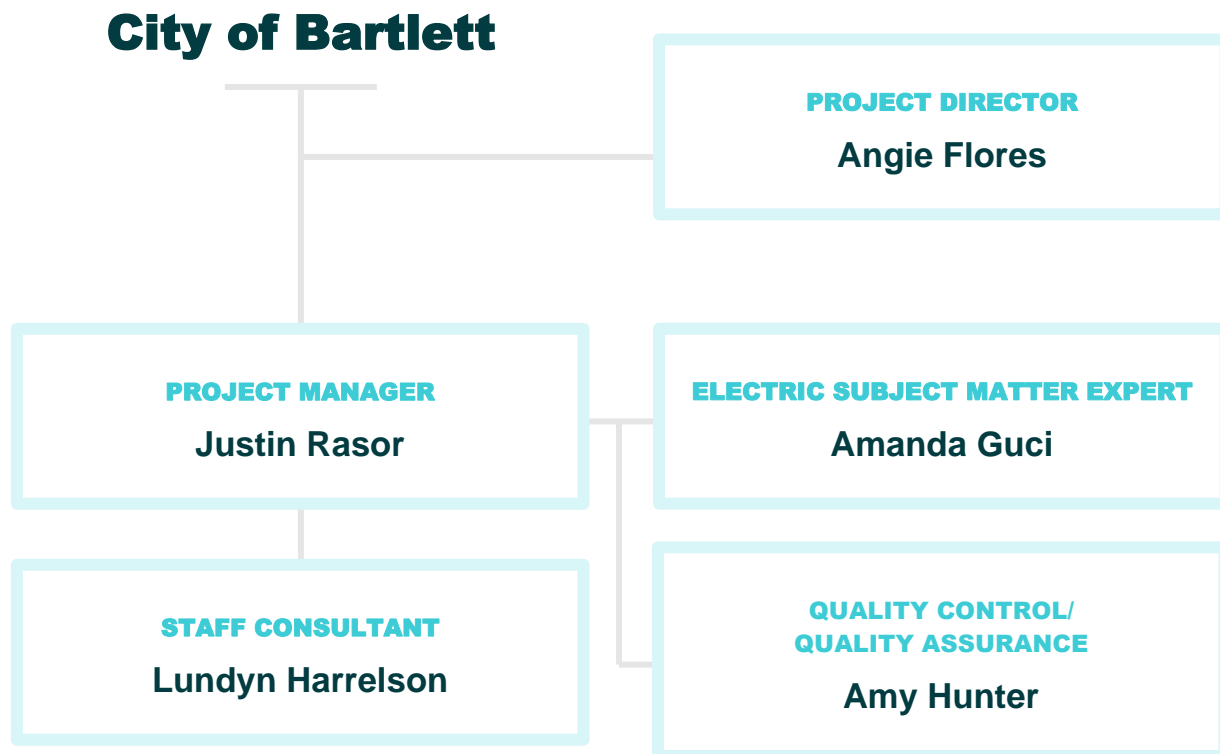 City of Bartlett
PROJECT DIRECTOR
Angie Flores
PROJECT MANAGER
Justin Rasor
ELECTRIC SUBJECT MATTER EXPERT
Amanda Guci
STAFF CONSULTANT
Lundyn Harrelson
QUALITY CONTROL/
QUALITY ASSURANCE
Amy Hunter